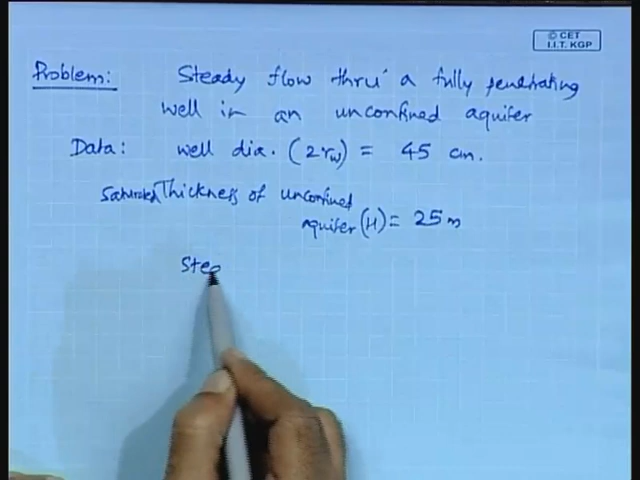 © CET
I.I.T. KGP
Problem: Steady flow thru' a fully penetrating
well in an unconfined aquifer
Data: well dia. (2rw) = 45 cm.
Saturated Thickness of unconfined
aquifer (H) = 25 m
Stea